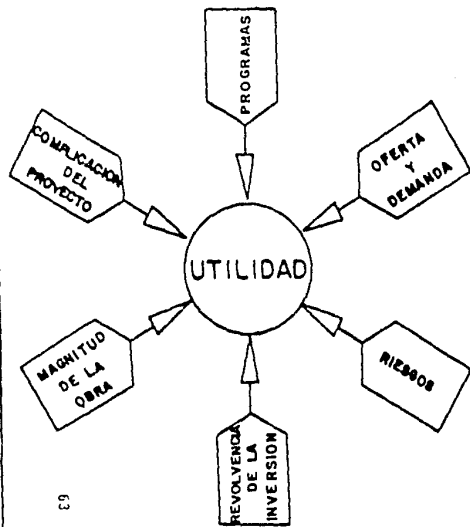 PROGRAMAS
OFERTA
Y
DEMANDA
RIESGOS
REVOLVENCIA
DE LA
INVERSION
MAGNITUD
DE LA
OBRA
COMPLICACION
DEL
PROYECTO
UTILIDAD
63